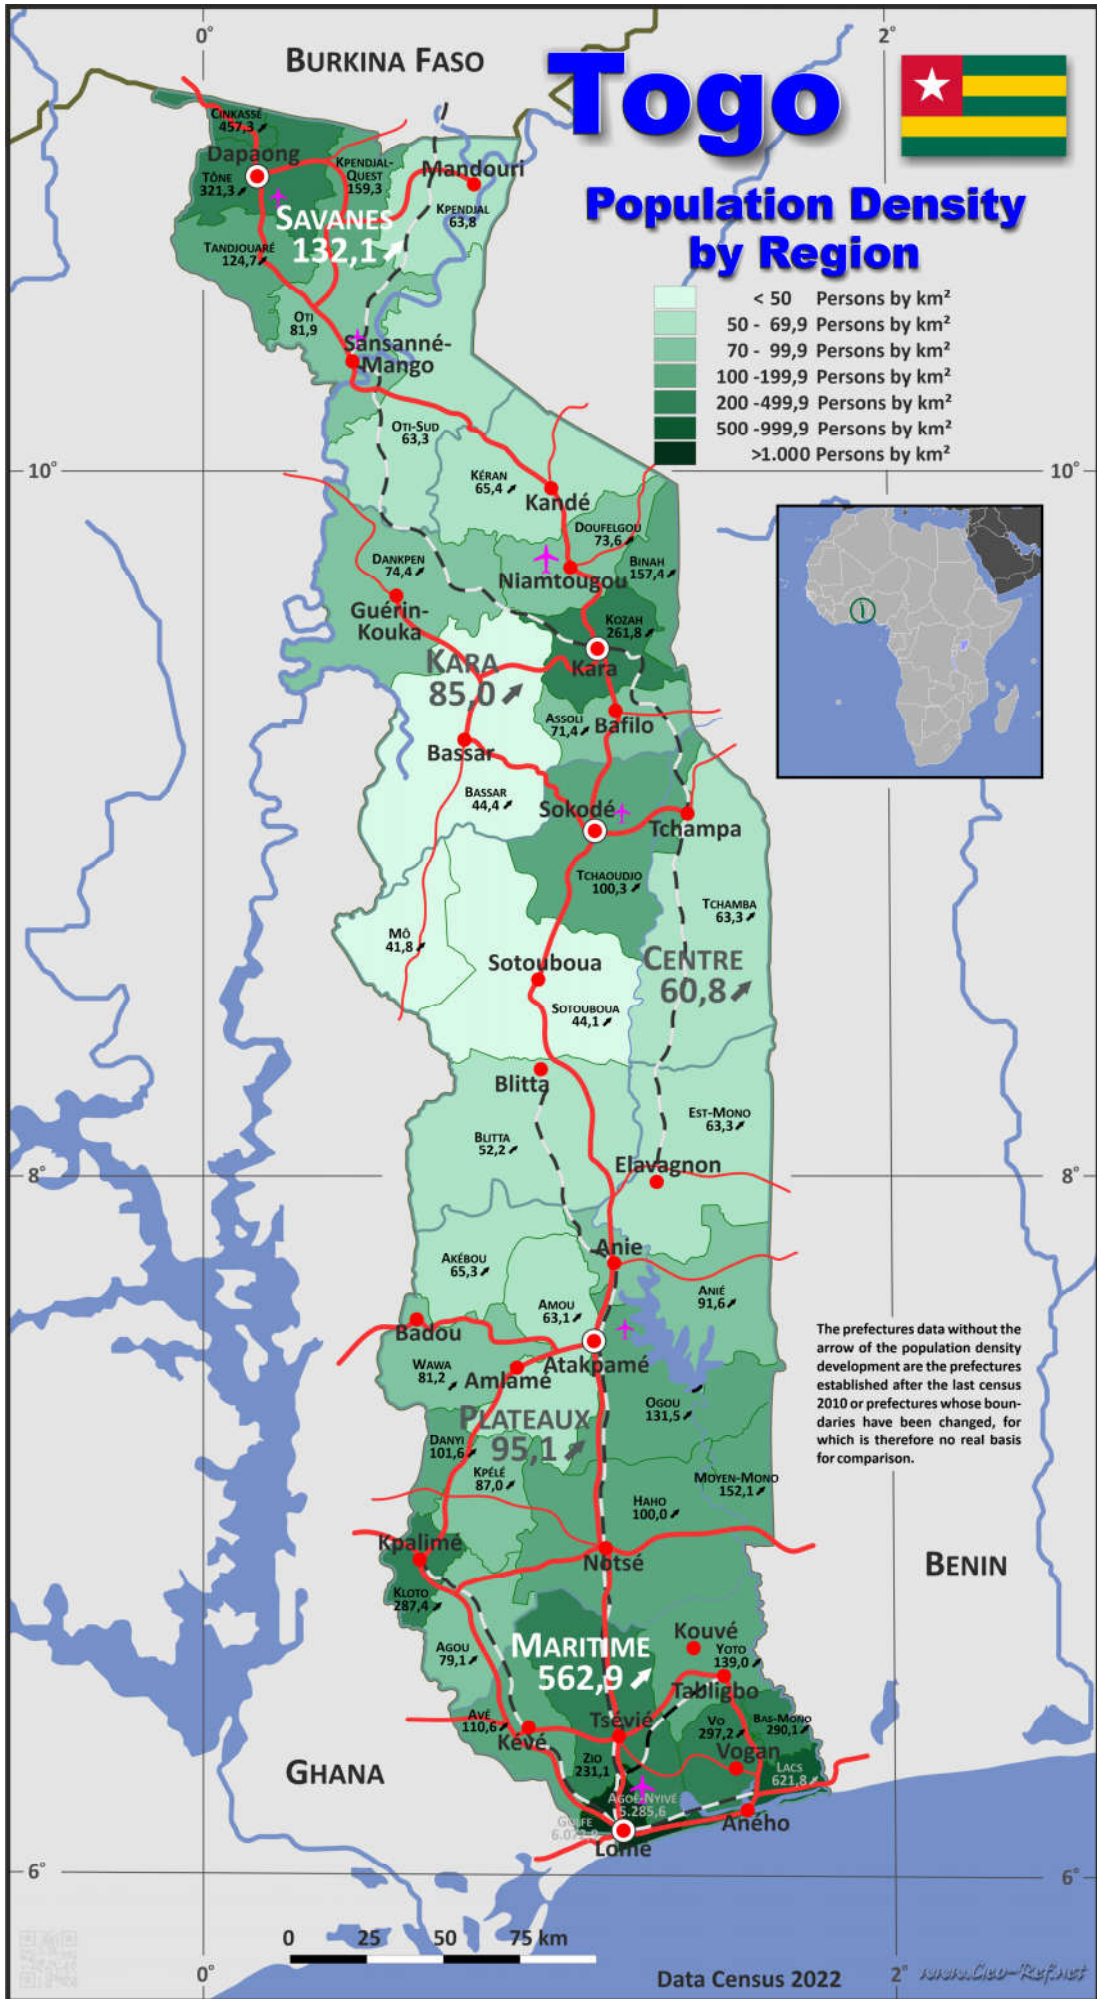 0°
2°
BURKINA FASO
Togo
Population Density
by Region
< 50 Persons by km²
50 - 69,9 Persons by km²
70 - 99,9 Persons by km²
100 -199,9 Persons by km²
200 -499,9 Persons by km²
500 -999,9 Persons by km²
>1.000 Persons by km²
CINKASSÉ
457,3
Dapaong
TÔNE
321,3
KPENDJAL-
QUEST
159,3
Mandouri
KPENDJAL
63,8
SAVANES
132,1
TANDJOUARÉ
124,7
OTI
81,9
Sansanné-
Mango
OTI-SUD
63,3
10°
10°
KÉRAN
65,4
Kandé
DOUFELGOU
73,6
BINAH
157,4
DANKPEN
74,4
Niamtougou
Guérin-
Kouka
KOZAH
261,8
KARA
85,0
Kara
ASSOLI
71,4
Bafilo
Bassar
BASSAR
44,4
Sokodé
Tchampa
TCHAOUDJO
100,3
TCHAMBA
63,3
MÔ
41,8
Sotouboua
CENTRE
60,8
SOTOUBOUA
44,1
Blitta
EST-MONO
63,3
BLITTA
52,2
Elavagnon
8°
8°
Anie
AKÉBOU
65,3
ANIÉ
91,6
AMOU
63,1
Badou
Atakpamé
WAWA
81,2
Amlamé
The prefectures data without the
arrow of the population density
development are the prefectures
established after the last census
2010 or prefectures whose boun-
daries have been changed, for
which is therefore no real basis
for comparison.
OGOU
131,5
PLATEAUX
95,1
DANYI
101,6
KPÉLÉ
87,0
MOYEN-MONO
152,1
HAHO
100,0
Kpalimé
Notsé
BENIN
KLOTO
287,4
AGOU
79,1
MARITIME
562,9
Kouvé
YOTO
139,0
Tabligbo
AVÉ
110,6
Kévé
Tsévié
VO
297,2
BAS-MONO
290,1
Vogan
ZIO
231,1
LACS
621,8
GHANA
AGOÈ-NYIVÉ
5.285,6
GOLFE
Aného
Lomé
6°
6°
0 25 50 75 km
0°
Data Census 2022
2°
www.Geo-Ref.net